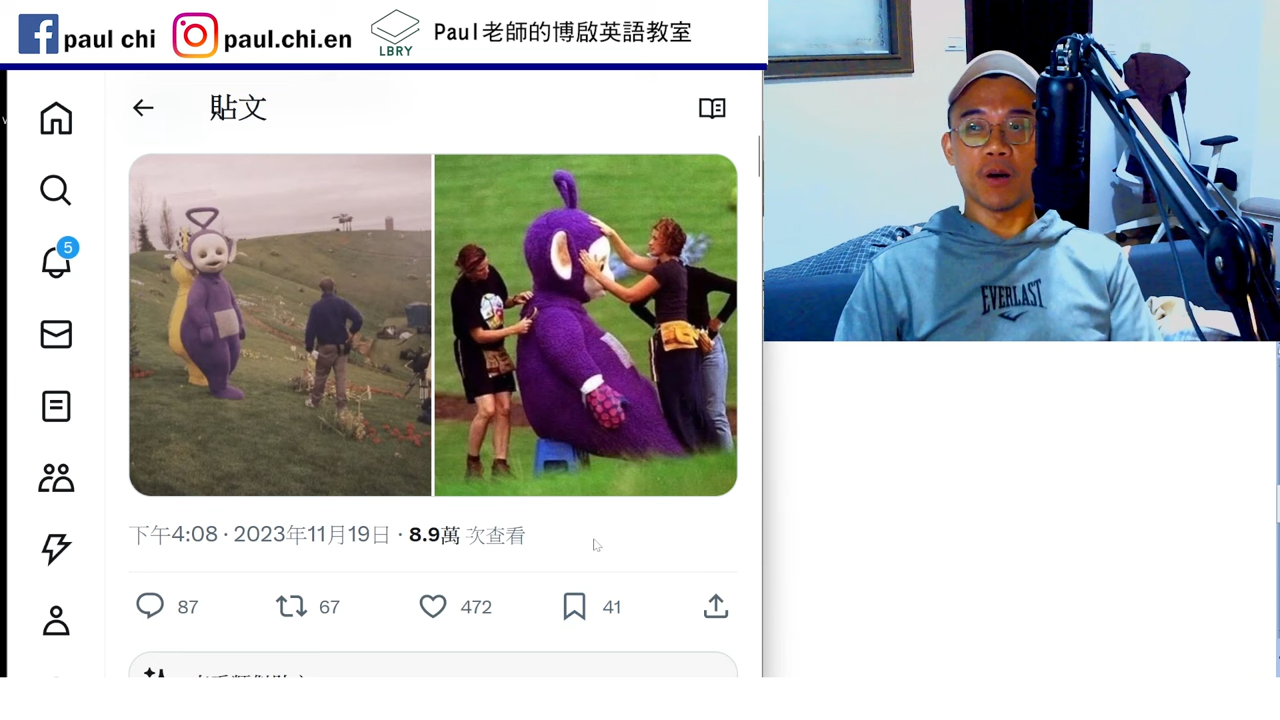 paul chi
paul.chi.en
LBRY
Paul老師的博啟英語教室
貼文
5
EVERLAST
下午4:08 · 2023年11月19日 · 8.9萬 次查看
87
67
472
41